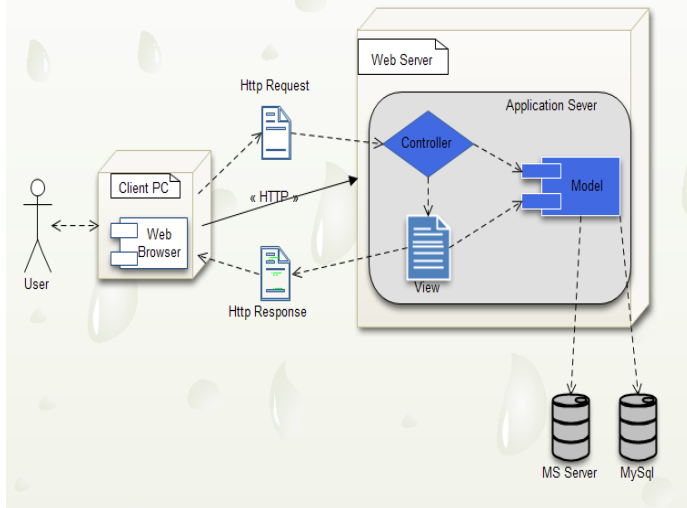 Web Server
Http Request
Application Sever
Controller
Client PC
Model
« HTTP »
Web
Browser
User
View
Http Response
MS Server
MySql